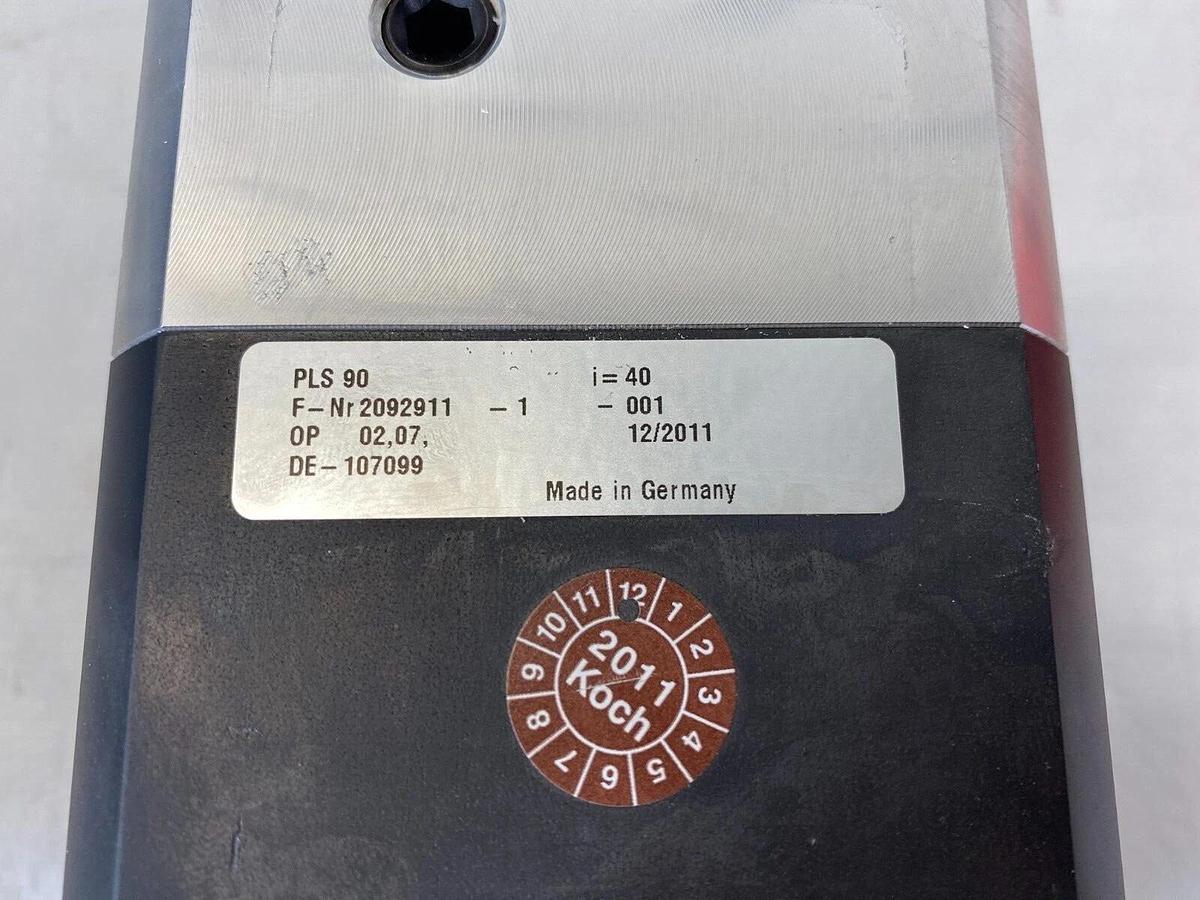 PLS 90 i= 40
F-Nr 2092911 - 1 - 001
OP 02,07, 12/2011
DE-107099
Made in Germany
12
1
2
3
4
5
6
7
8
9
10
11
2011
Koch